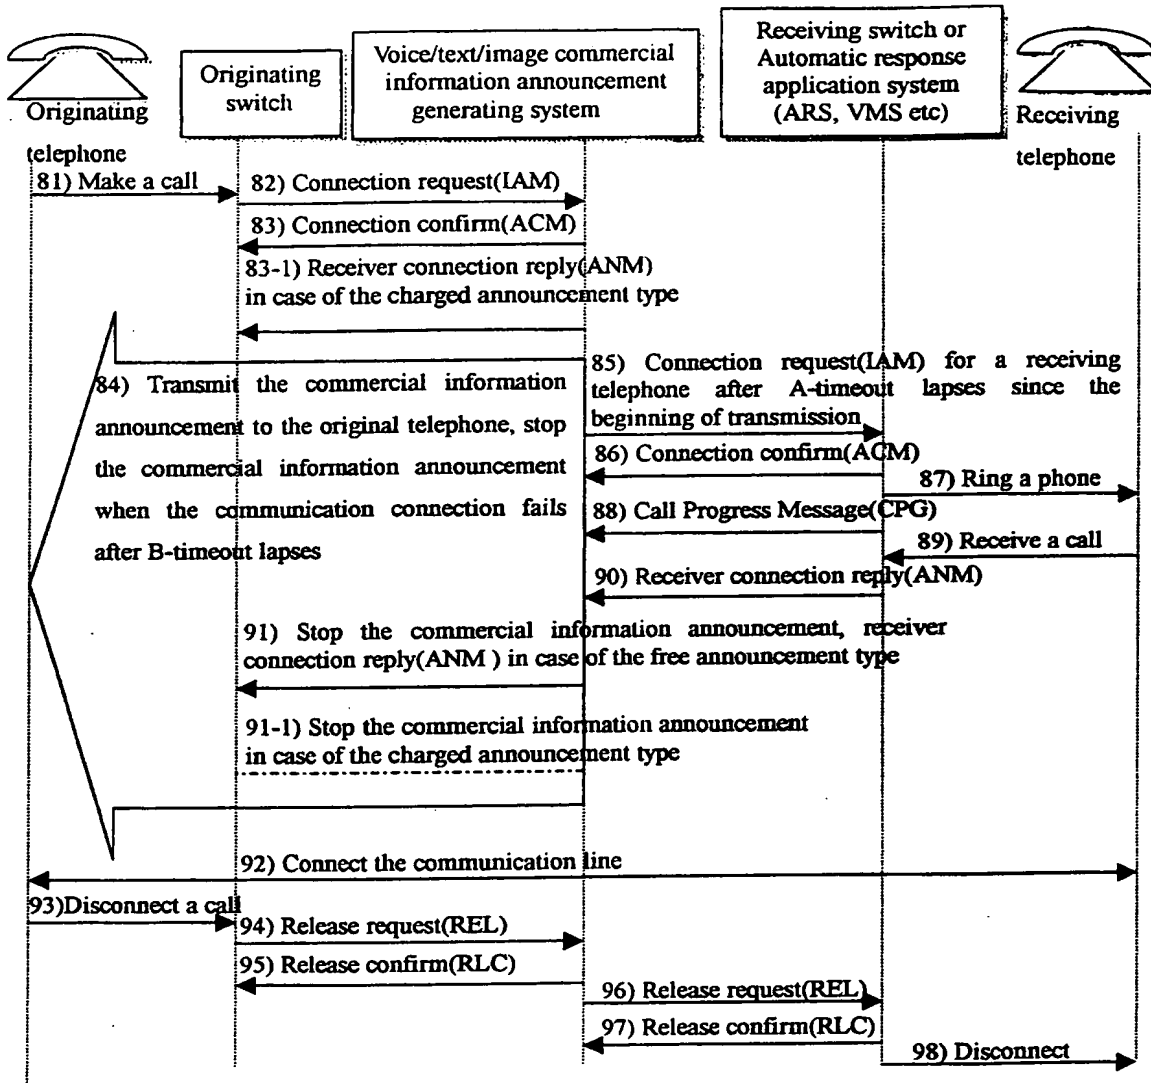 Originating
telephone
Originating
switch
Voice/text/image commercial
information announcement
generating system
Receiving switch or
Automatic response
application system
(ARS, VMS etc)
Receiving
telephone
81) Make a call
82) Connection request(IAM)
83) Connection confirm(ACM)
83-1) Receiver connection reply(ANM)
in case of the charged announcement type
84) Transmit the commercial information
announcement to the original telephone, stop
the commercial information announcement
when the communication connection fails
after B-timeout lapses
85) Connection request(IAM) for a receiving
telephone after A-timeout lapses since the
beginning of transmission
86) Connection confirm(ACM)
87) Ring a phone
88) Call Progress Message(CPG)
89) Receive a call
90) Receiver connection reply(ANM)
91) Stop the commercial information announcement, receiver
connection reply(ANM ) in case of the free announcement type
91-1) Stop the commercial information announcement
in case of the charged announcement type
92) Connect the communication line
93)Disconnect a call
94) Release request(REL)
95) Release confirm(RLC)
96) Release request(REL)
97) Release confirm(RLC)
98) Disconnect